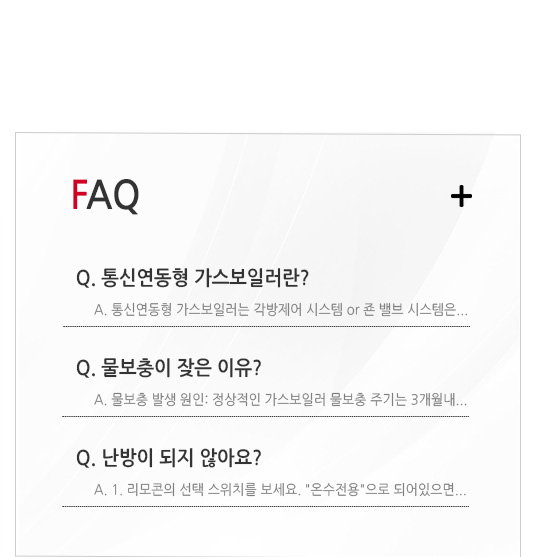 FAQ
Q. 통신연동형 가스보일러란?
A. 통신연동형 가스보일러는 각방제어 시스템 or 죤 밸브 시스템은...
Q. 물보충이 잦은 이유?
A. 물보충 발생 원인: 정상적인 가스보일러 물보충 주기는 3개월내...
Q. 난방이 되지 않아요?
A. 1. 리모콘의 선택 스위치를 보세요. "온수전용"으로 되어있으면...